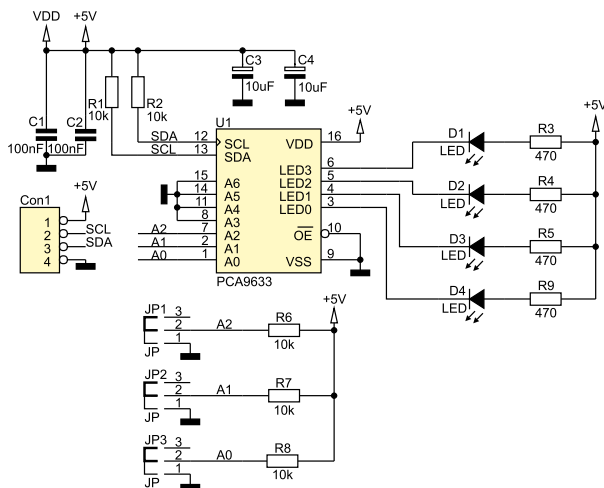 VDD +5V
C3 C4
10uF 10uF
R1 R2
10k 10k
C1 C2
100nF 100nF
U1
SDA 12 SCL VDD 16 +5V
SCL 13 SDA
LED3 6
LED2 5
LED1 4
LED0 3
15 A6
14 A5
11 A4
8 A3
A2 7 A2
A1 2 A1
A0 1 A0
OE 10
VSS 9
PCA9633
+5V
D1 R3
LED 470
D2 R4
LED 470
D3 R5
LED 470
D4 R9
LED 470
Con1 +5V
1
2 SCL
3 SDA
4
+5V
JP1 3
2 A2 R6
1 10k
JP
JP2 3
2 A1 R7
1 10k
JP
JP3 3
2 A0 R8
1 10k
JP